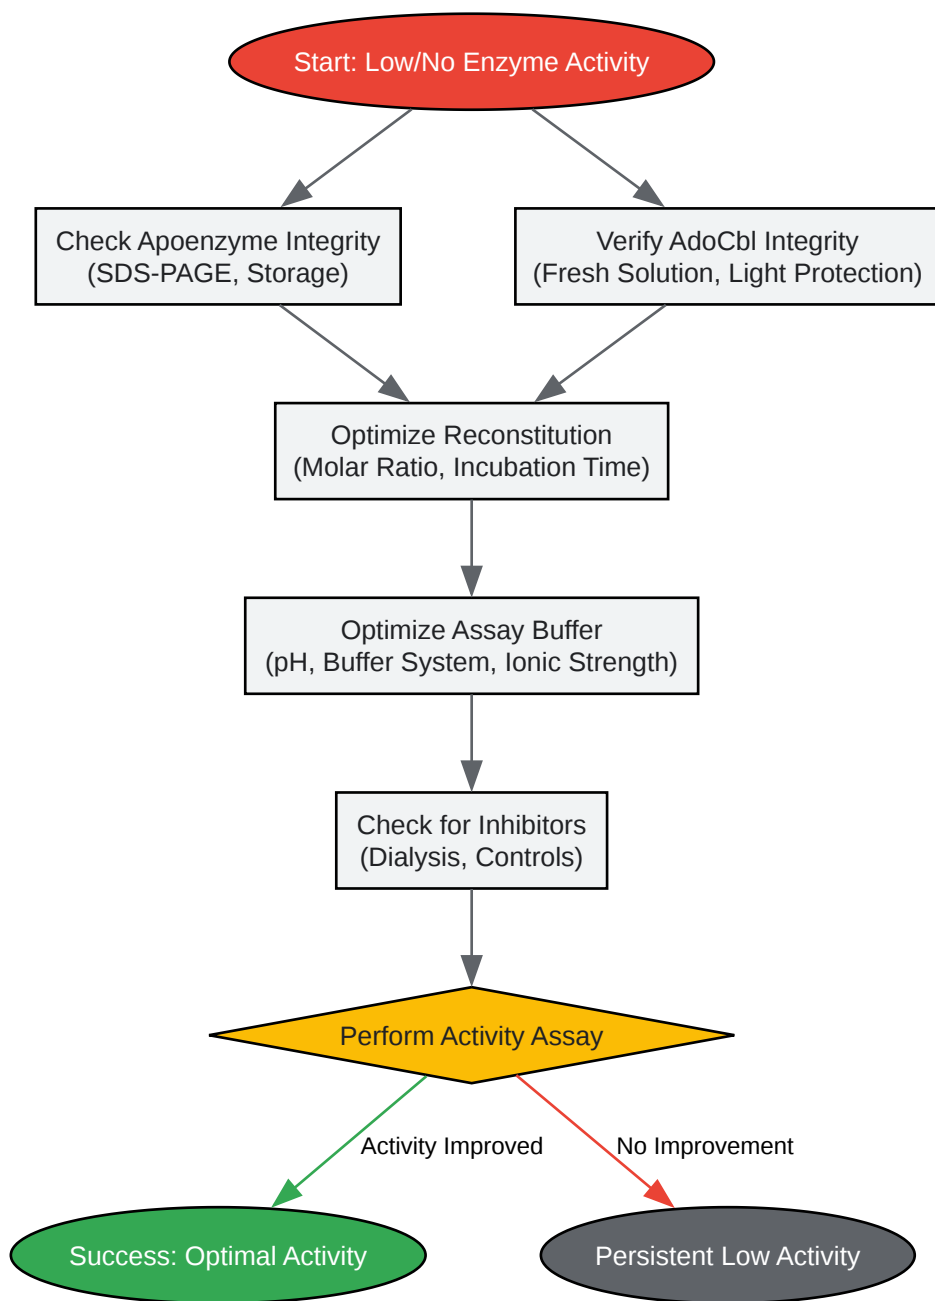 Start: Low/No Enzyme Activity
Check Apoenzyme Integrity
(SDS-PAGE, Storage)
Verify AdoCbl Integrity
(Fresh Solution, Light Protection)
Optimize Reconstitution
(Molar Ratio, Incubation Time)
Optimize Assay Buffer
(pH, Buffer System, Ionic Strength)
Check for Inhibitors
(Dialysis, Controls)
Perform Activity Assay
Activity Improved
No Improvement
Success: Optimal Activity
Persistent Low Activity